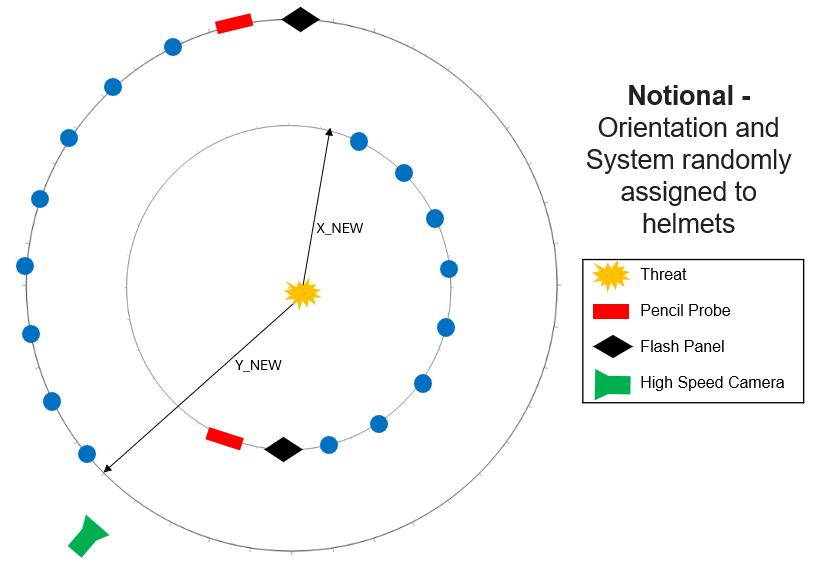 Notional -
Orientation and
System randomly
assigned to
helmets
X_NEW
Y_NEW
Threat
Pencil Probe
Flash Panel
High Speed Camera